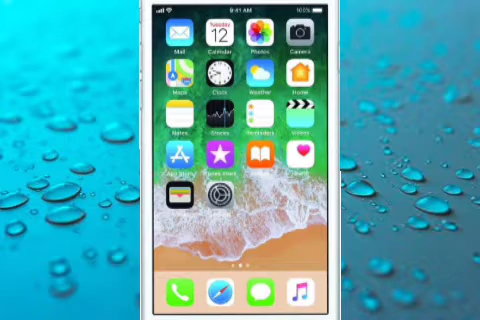 9:41 AM 100%
Tuesday
12
Mail Calendar Photos Camera
Maps Clock Weather Home
Notes Stocks Reminders Videos
App Store iTunes Store iBooks Health